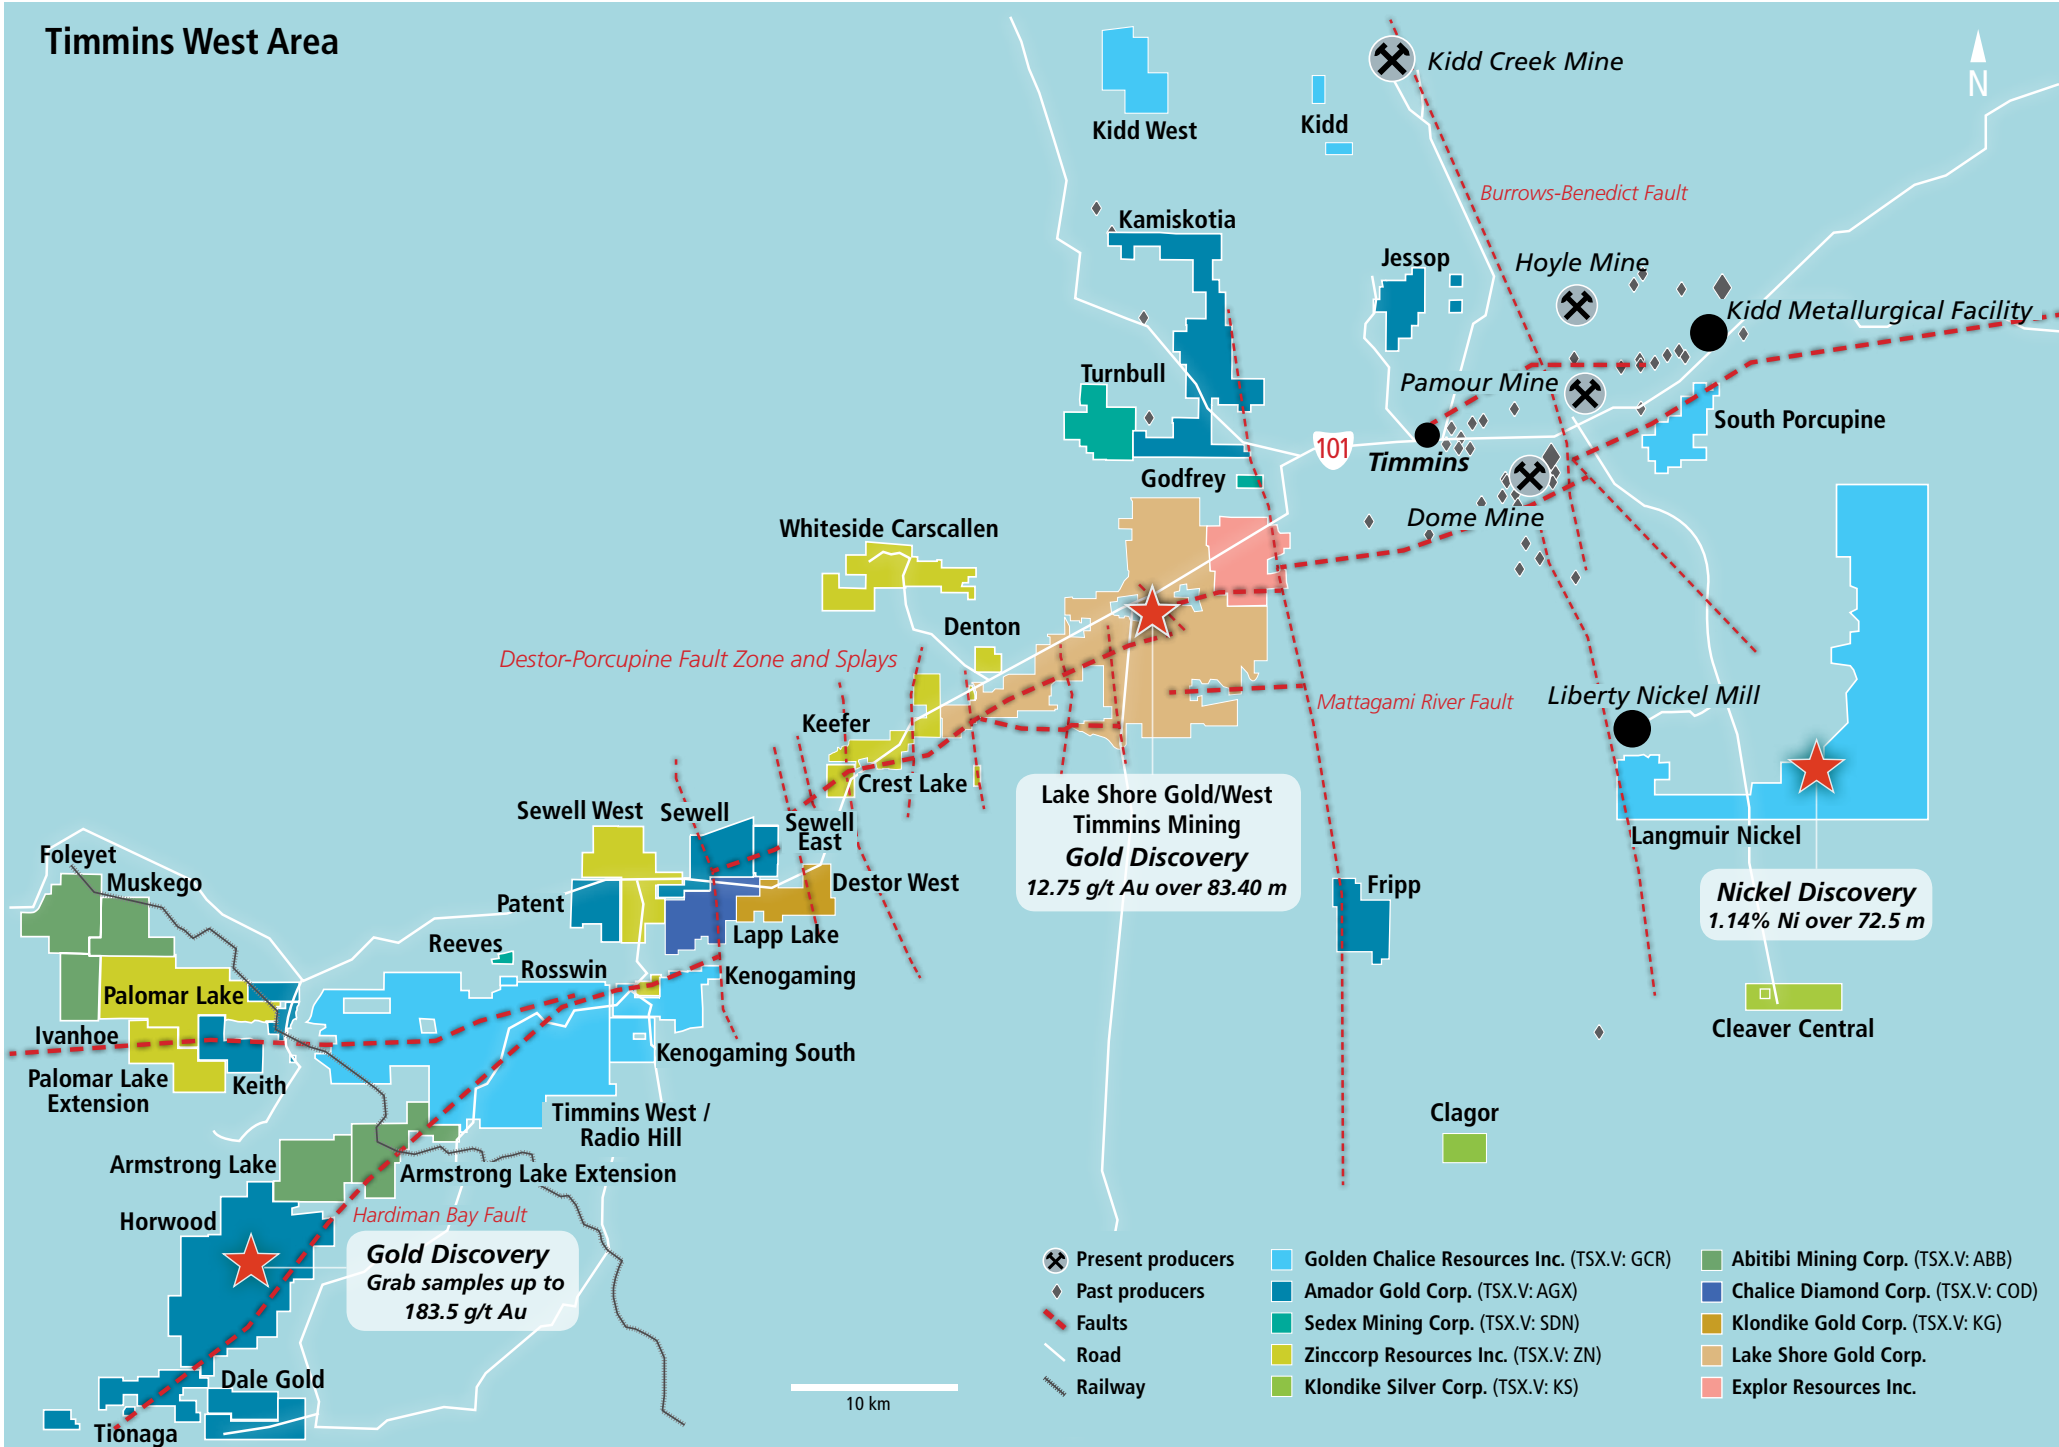 Timmins West Area
Kidd Creek Mine
N
Kidd West
Kidd
Burrows-Benedict Fault
Kamiskotia
Jessop
Hoyle Mine
Kidd Metallurgical Facility
Turnbull
Pamour Mine
South Porcupine
101
Timmins
Godfrey
Dome Mine
Whiteside Carscallen
Denton
Destor-Porcupine Fault Zone and Splays
Mattagami River Fault
Liberty Nickel Mill
Keefer
Crest Lake
Lake Shore Gold/West
Timmins Mining
Gold Discovery
12.75 g/t Au over 83.40 m
Sewell West
Sewell
Sewell
East
Langmuir Nickel
Foleyet
Muskego
Destor West
Fripp
Nickel Discovery
1.14% Ni over 72.5 m
Patent
Lapp Lake
Reeves
Rosswin
Kenogaming
Palomar Lake
Ivanhoe
Cleaver Central
Kenogaming South
Palomar Lake
Extension
Keith
Timmins West /
Radio Hill
Clagor
Armstrong Lake
Armstrong Lake Extension
Horwood
Hardiman Bay Fault
Gold Discovery
Grab samples up to
183.5 g/t Au
Dale Gold
Tionaga
10 km
Present producers
Past producers
Faults
Road
Railway
Golden Chalice Resources Inc. (TSX.V: GCR)
Amador Gold Corp. (TSX.V: AGX)
Sedex Mining Corp. (TSX.V: SDN)
Zinccorp Resources Inc. (TSX.V: ZN)
Klondike Silver Corp. (TSX.V: KS)
Abitibi Mining Corp. (TSX.V: ABB)
Chalice Diamond Corp. (TSX.V: COD)
Klondike Gold Corp. (TSX.V: KG)
Lake Shore Gold Corp.
Explor Resources Inc.